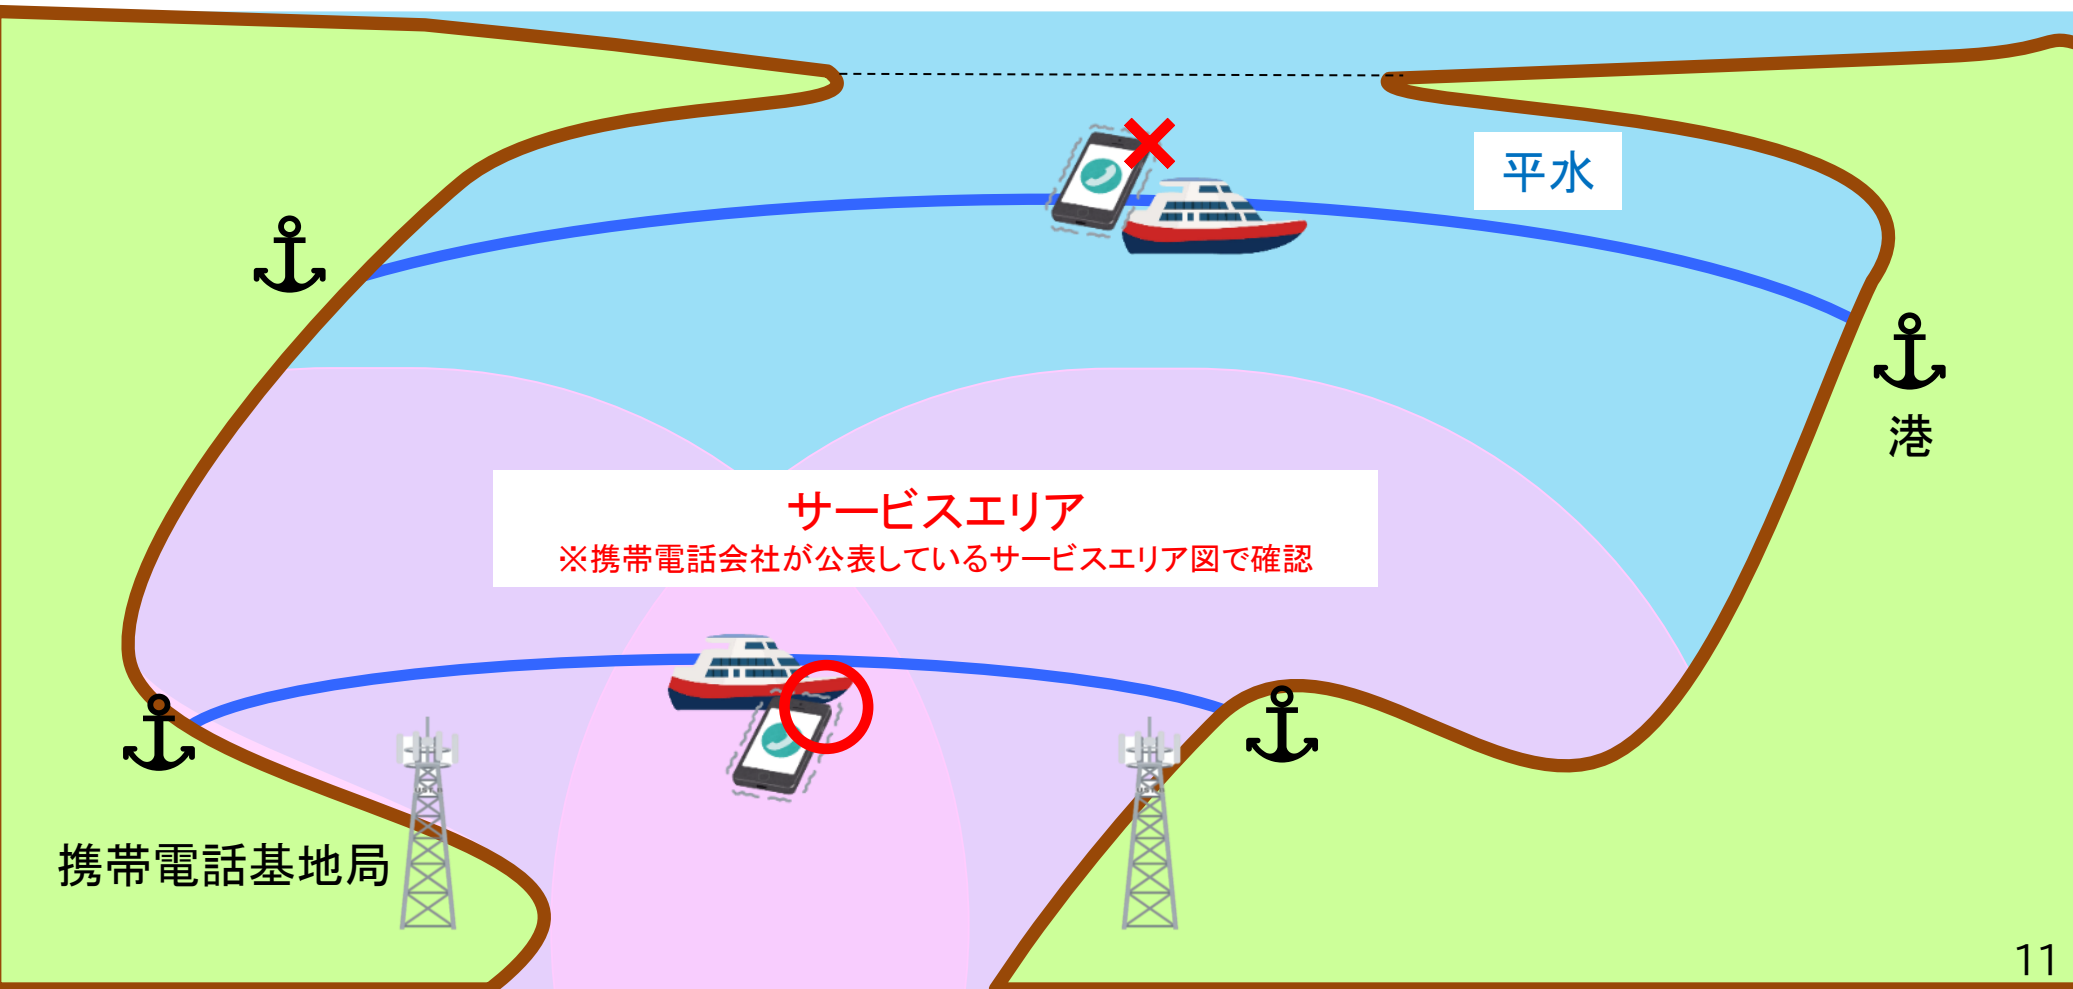 平水
港
サービスエリア
※携帯電話会社が公表しているサービスエリア図で確認
携帯電話基地局
11